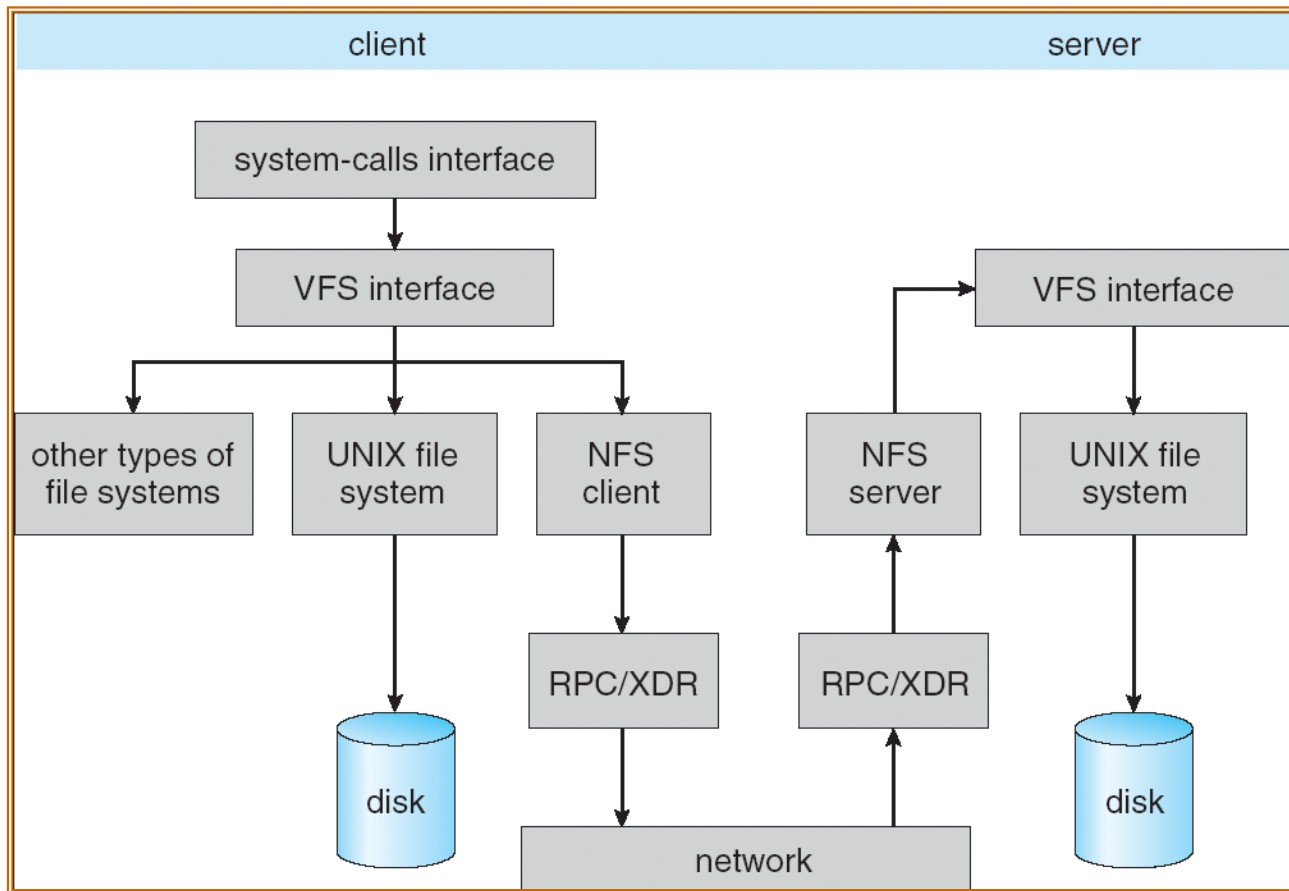 client
server
system-calls interface
VFS interface
VFS interface
other types of
file systems
UNIX file
system
NFS
client
NFS
server
UNIX file
system
RPC/XDR
RPC/XDR
disk
disk
network